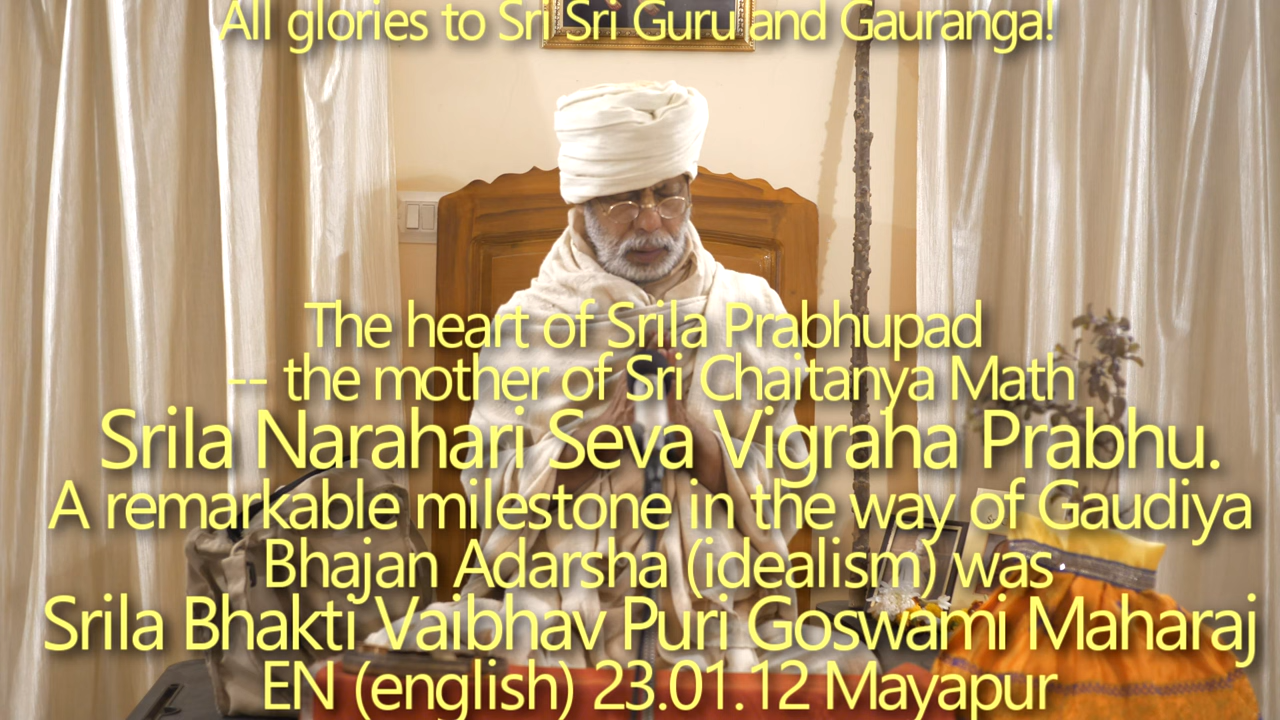 All glories to Sri Sri Guru and Gauranga!
The heart of Srila Prabhupad
-- the mother of Sri Chaitanya Math
Srila Narahari Seva Vigraha Prabhu.
A remarkable milestone in the way of Gaudiya
Bhajan Adarsha (idealism) was
Srila Bhakti Vaibhav Puri Goswami Maharaj
EN (english) 23.01.12 Mayapur